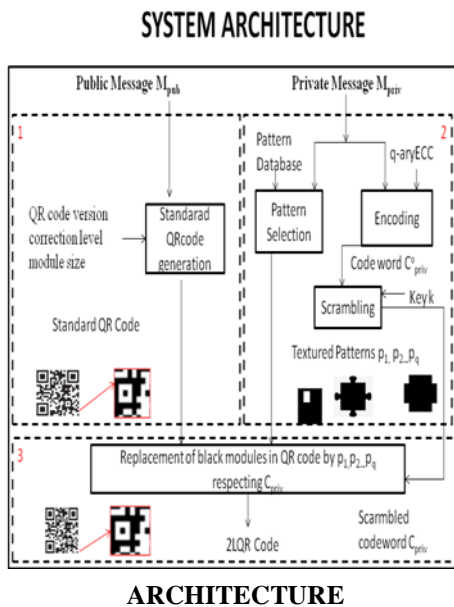 SYSTEM ARCHITECTURE
Public Message Mpub
Private Message Mpriv
1
2
Pattern
Database
q-aryECC
QR code version
correction level
module size
Standarad
QRcode
generation
Pattern
Selection
Encoding
Code word C°priv
Scrambling
Key k
Standard QR Code
Textured Patterns p1, p2...pq
3
Replacement of black modules in QR code by p1,p2...pq
respecting Cpriv
2LQR Code
Scarmbled
codeword Cpriv
ARCHITECTURE